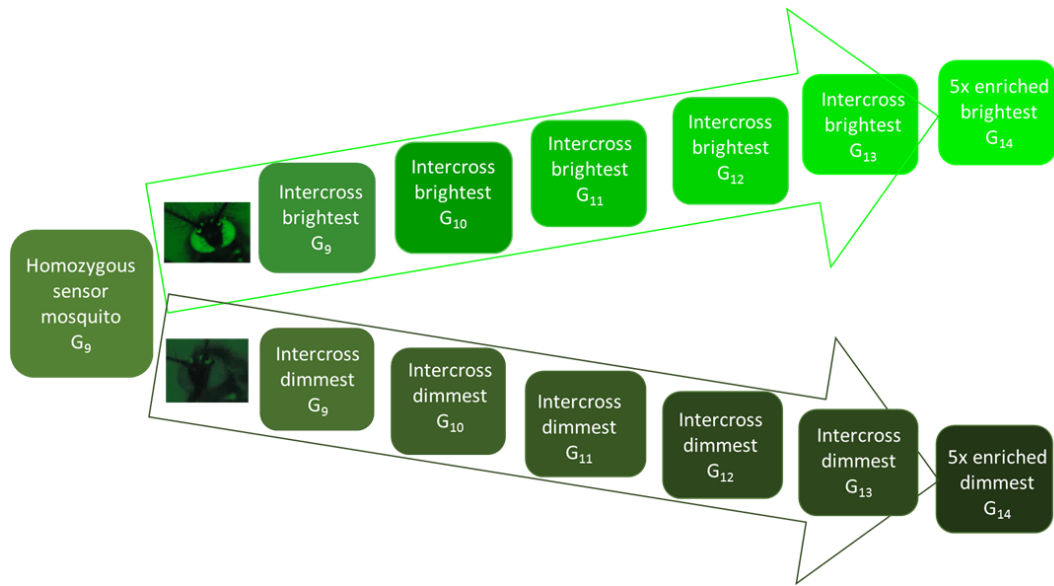 Homozygous
sensor
mosquito
G₉
Intercross
brightest
G₉
Intercross
brightest
G₁₀
Intercross
brightest
G₁₁
Intercross
brightest
G₁₂
Intercross
brightest
G₁₃
5x enriched
brightest
G₁₄
Intercross
dimmest
G₉
Intercross
dimmest
G₁₀
Intercross
dimmest
G₁₁
Intercross
dimmest
G₁₂
Intercross
dimmest
G₁₃
5x enriched
dimmest
G₁₄